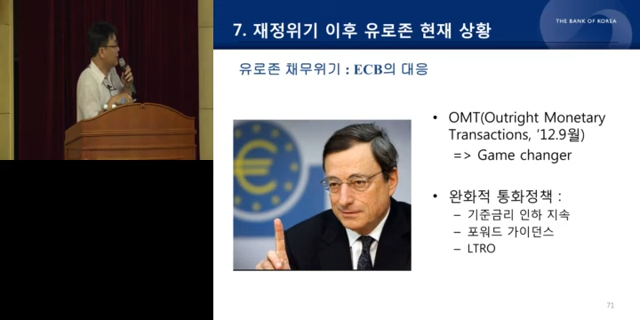 7. 재정위기 이후 유로존 현재 상황
THE BANK OF KOREA
유로존 채무위기 : ECB의 대응
• OMT(Outright Monetary
Transactions, ‘12.9월)
=> Game changer
• 완화적 통화정책 :
– 기준금리 인하 지속
– 포워드 가이던스
– LTRO
71